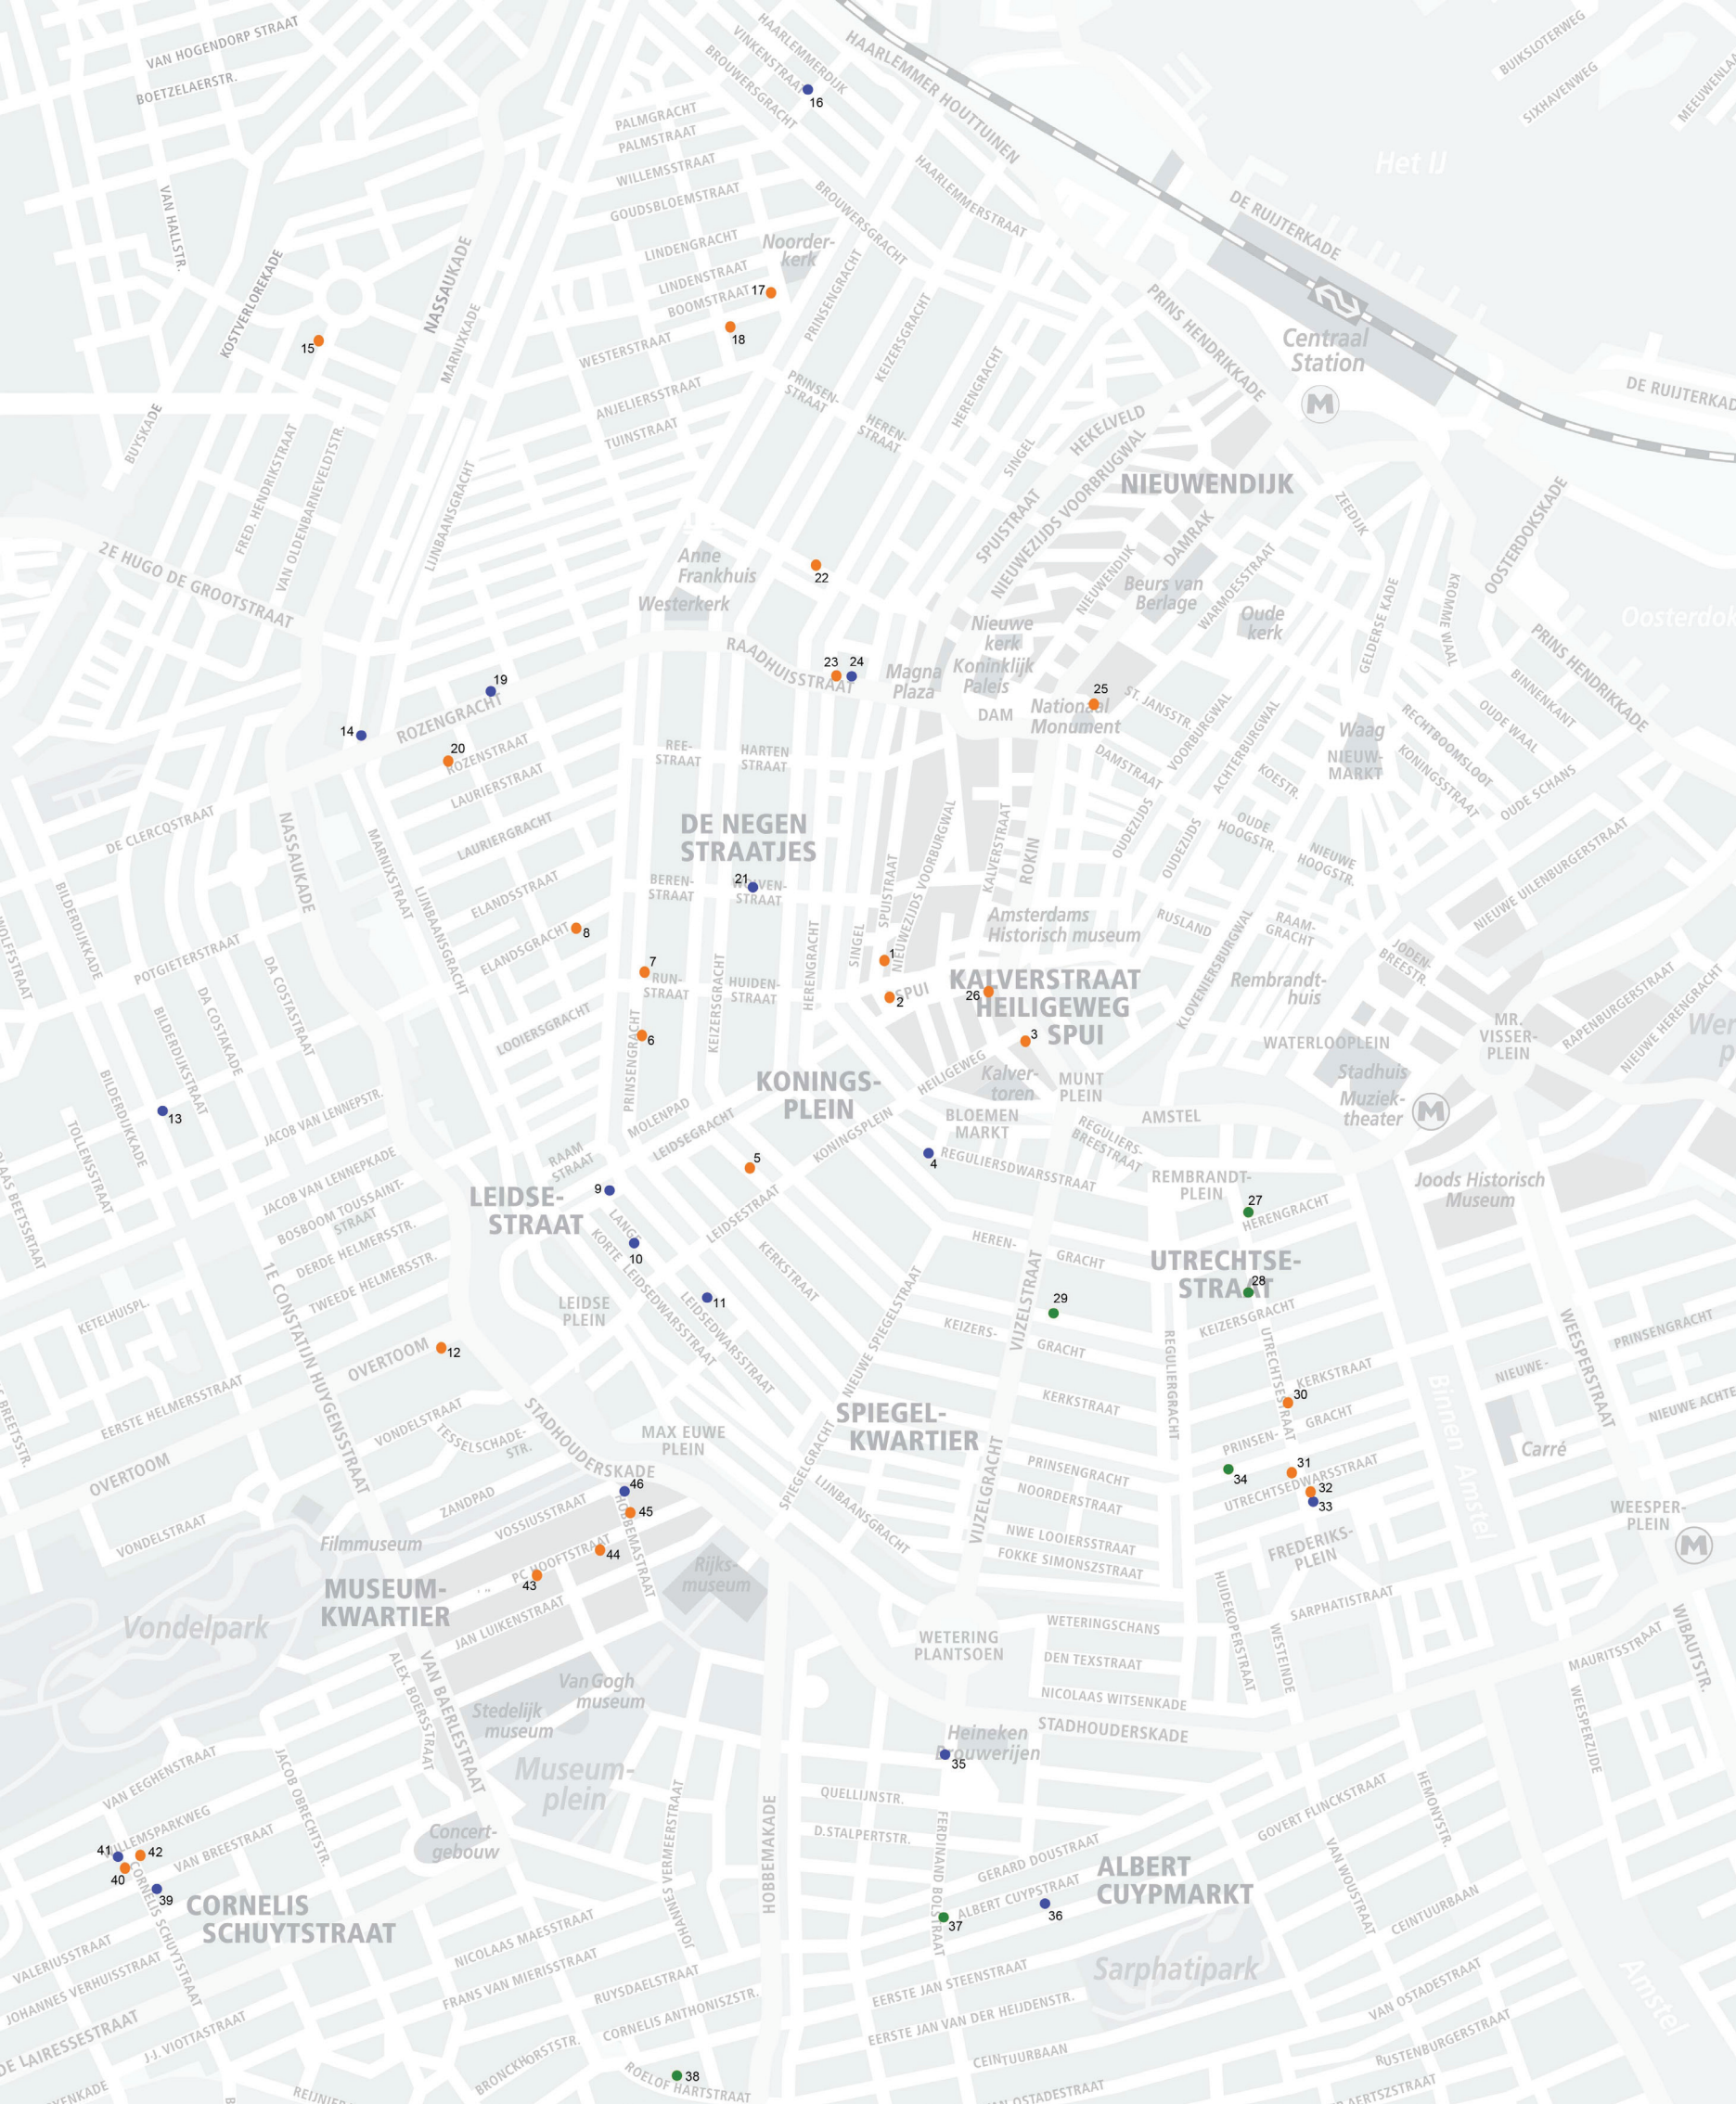 VAN HOGENDORP STRAAT
BOETZELAERSTR.
HAARLEMMERDIJK
VINKENSTRAAT
BROUWERSGRACHT
16
HAARLEMMER HOUTTUINEN
BUIKSLOTERWEG
SIXHAVENWEG
PALMGRACHT
PALMSTRAAT
WILLEMSSTRAAT
GOUDSBLOEMSTRAAT
Het IJ
VAN HALLSTR.
HAARLEMMERSTRAAT
BROUWERSGRACHT
DE RUIJTERKADE
LINDENGRACHT
Noorder-
kerk
LINDENSTRAAT
BOOMSTRAAT
17
18
KOSTVERLORENKADE
NASSAUKADE
MARNIXKADE
15
WESTERSTRAAT
PRINSENGRACHT
KEIZERSGRACHT
PRINS HENDRIKKADE
Centraal
Station
M
DE RUIJTERKAD
ANJELIERSSTRAAT
TUINSTRAAT
PRINSEN-
STRAAT
HEREN-
STRAAT
HERENGRACHT
SINGEL
HEKELVELD
BUYSKADE
FRED. HENDRIKSTRAAT
VAN OLDENBARNEVELDTSTR.
LIJNBAANSGRACHT
NIEUWENDIJK
SPUISTRAAT
NIEUWEZIJDS VOORBRUGWAL
DAMRAK
ZEEDIJK
OOSTERDOKSKADE
2E HUGO DE GROOTSTRAAT
Anne
Frankhuis
Westerkerk
22
NIEUWENDIJK
Beurs van
Berlage
WARMOESSTRAAT
Oude
kerk
GELDERSE KADE
KROMME WAAL
Oosterdok
PRINS HENDRIKKADE
RAADHUISSTRAAT
23
24
Magna
Plaza
Nieuwe
kerk
Koninklijk
Paleis
DAM
Nationaal
Monument
25
ST. JANSSTR.
19
ROZENGRACHT
14
20
ROZENSTRAAT
LAURIERSTRAAT
LAURIERGRACHT
REE-
STRAAT
HARTEN
STRAAT
DAMSTRAAT
VOORBURGWAL
ACHTERBURGWAL
KOESTR.
Waag
NIEUW-
MARKT
BINNENKANT
OUDE WAAL
RECHTBOOMSLOOT
KONINGSSTRAAT
OUDE SCHANS
DE CLERCQSTRAAT
NASSAUKADE
MARNIXSTRAAT
DE NEGEN
STRAATJES
SPUISTRAAT
NIEUWEZIJDS VOORBURGWAL
KALVERSTRAAT
ROKIN
OUDEZIJDS
OUDEZIJDS
OUDE
HOOGSTR.
NIEUWE
HOOGSTR.
NIEUWE UILENBURGERSTRAAT
BILDERDIJKKADE
POTGIETERSTRAAT
LIJNBAANSGRACHT
ELANDSSTRAAT
ELANDSGRACHT
8
BEREN-
STRAAT
21
WOLVEN-
STRAAT
Amsterdams
Historisch museum
RUSLAND
RAAM-
GRACHT
JODEN-
BREESTR.
KLOVENIERSBURGWAL
DA COSTASTRAAT
DA COSTAKADE
BILDERDIJKSTRAAT
7
RUN-
STRAAT
HUIDEN-
STRAAT
HERENGRACHT
SINGEL
1
2
SPUI
26
KALVERSTRAAT
HEILIGEWEG
SPUI
Rembrandt-
huis
3
LOOIERSGRACHT
6
PRINSENGRACHT
KEIZERSGRACHT
WATERLOOPLEIN
MR.
VISSER-
PLEIN
RAPENBURGERSTRAAT
NIEUWE HERENGRACHT
BILDERDIJKKADE
13
TOLLENSSTRAAT
KONINGS-
PLEIN
HEILIGEWEG
Kalver-
toren
MUNT
PLEIN
Stadhuis
Muziek-
theater
M
JACOB VAN LENNEPSTR.
JACOB VAN LENNEPKADE
MOLENPAD
LEIDSEGRACHT
KONINGSPLEIN
BLOEMEN
MARKT
AMSTEL
REGULIERS-
BREESTRAAT
RAAM
STRAAT
5
4
REGULIERSDWARSSTRAAT
REMBRANDT-
PLEIN
Joods Historisch
Museum
BOSBOOM TOUSSAINT-
STRAAT
LEIDSE-
STRAAT
9
LANGE
10
KORTE LEIDSEDWARSSTRAAT
LEIDSESTRAAT
KERKSTRAAT
27
HERENGRACHT
DERDE HELMERSSTR.
TWEEDE HELMERSSTR.
HEREN-
GRACHT
UTRECHTSE-
STRAAT
28
KETELHUISPL.
1E CONSTATIJN HUYGENSSTRAAT
LEIDSE
PLEIN
11
LEIDSEDWARSSTRAAT
NIEUWE SPIEGELSTRAAT
VIJZELSTRAAT
29
KEIZERS-
GRACHT
KEIZERSGRACHT
WEESPERSTRAAT
PRINSENGRACHT
12
OVERTOOM
EERSTE HELMERSSTRAAT
REGULIERGRACHT
UTRECHTSESTRAAT
KERKSTRAAT
30
NIEUWE-
NIEUWE ACHTE
VONDELSTRAAT
TESSELSCHADE-
STR.
STADHOUDERSKADE
MAX EUWE
PLEIN
SPIEGEL-
KWARTIER
KERKSTRAAT
PRINSEN-
GRACHT
Binnen Amstel
Carré
OVERTOOM
SPIEGELGRACHT
LIJNBAANSGRACHT
PRINSENGRACHT
NOORDERSTRAAT
34
31
UTRECHTSEDWARSSTRAAT
32
33
46
45
HOBBEMASTRAAT
ZANDPAD
VOSSIUSSTRAAT
VIJZELGRACHT
WEESPER-
PLEIN
M
VONDELSTRAAT
Filmmuseum
NWE LOOIERSSTRAAT
FOKKE SIMONSZSTRAAT
FREDERIKS-
PLEIN
PC HOOFTSTRAAT
44
43
Rijks-
museum
MUSEUM-
KWARTIER
Vondelpark
JAN LUIKENSTRAAT
HUIDEKOPERSTRAAT
SARPHATISTRAAT
WETERING
PLANTSOEN
WETERINGSCHANS
DEN TEXSTRAAT
WESTEINDE
WIBAUTSTR.
MAURITSSTRAAT
ALEX. BOERSSTRAAT
VAN BAERLESTRAAT
Van Gogh
museum
Stedelijk
museum
NICOLAAS WITSENKADE
STADHOUDERSKADE
Heineken
Brouwerijen
35
WEESPERZIJDE
VAN EEGHENSTRAAT
JACOB OBRECHTSTR.
Museum-
plein
QUELLIJNSTR.
HEMONYSTR.
GOVERT FLINCKSTRAAT
WILLEMSPARKWEG
VAN BREESTRAAT
41
42
40
39
Concert-
gebouw
HOBBEMAKADE
D.STALPERTSTR.
FERDINAND BOLSTRAAT
GERARD DOUSTRAAT
VAN WOUSTRAAT
ALBERT
CUYPMARKT
CORNELIS
SCHUYTSTRAAT
CORNELIS SCHUYTSTRAAT
JOHANNES VERMEERSTRAAT
ALBERT CUYPSTRAAT
36
37
CEINTUURBAAN
VALERIUSSTRAAT
JOHANNES VERHUISSTRAAT
NICOLAAS MAESSTRAAT
FRANS VAN MIERISSTRAAT
RUYSDAELSTRAAT
Sarphatipark
EERSTE JAN STEENSTRAAT
VAN OSTADESTRAAT
Amstel
DE LAIRESSESTRAAT
J.J. VIOTTASTRAAT
CORNELIS ANTHONISZSTR.
EERSTE JAN VAN DER HEIJDENSTR.
BRONCKHORSTSTR.
CEINTUURBAAN
RUSTENBURGERSTRAAT
38
ROELOF HARTSTRAAT
REIJNIER